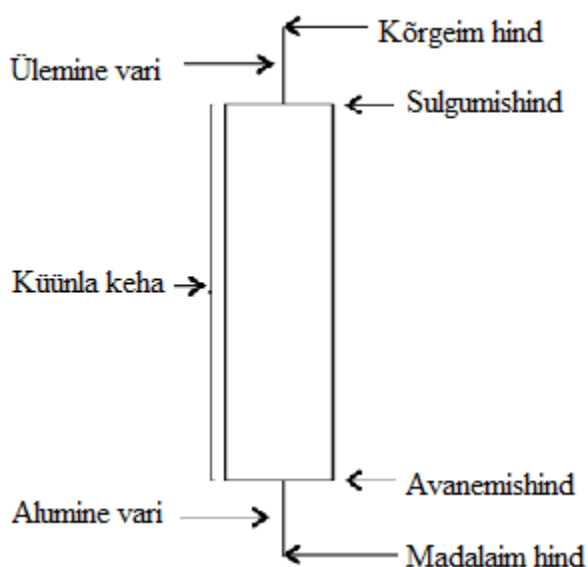 Kõrgeim hind
Ülemine vari
Sulgumishind
Küünla keha
Avanemishind
Alumine vari
Madalaim hind